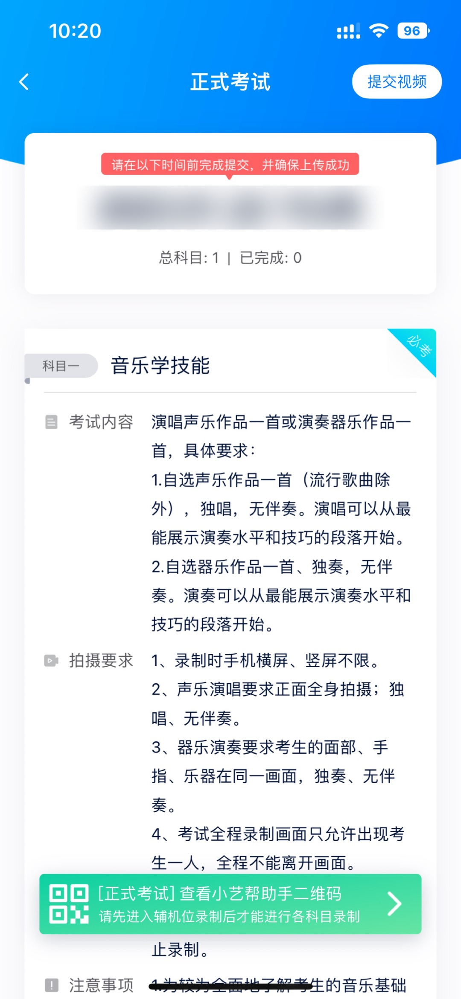 10:20
96
正式考试
提交视频
请在以下时间前完成提交，并确保上传成功
总科目: 1 | 已完成: 0
必考
科目一
音乐学技能
考试内容
演唱声乐作品一首或演奏器乐作品一
首，具体要求：
1.自选声乐作品一首（流行歌曲除
外），独唱，无伴奏。演唱可以从最
能展示演奏水平和技巧的段落开始。
2.自选器乐作品一首、独奏，无伴
奏。演奏可以从最能展示演奏水平和
技巧的段落开始。
拍摄要求
1、录制时手机横屏、竖屏不限。
2、声乐演唱要求正面全身拍摄；独
唱、无伴奏。
3、器乐演奏要求考生的面部、手
指、乐器在同一画面，独奏、无伴
奏。
4、考试全程录制画面只允许出现考
生一人，全程不能离开画面。
[正式考试] 查看小艺帮助手二维码
请先进入辅机位录制后才能进行各科目录制
止录制。
注意事项
1.为较为全面地了解考生的音乐基础